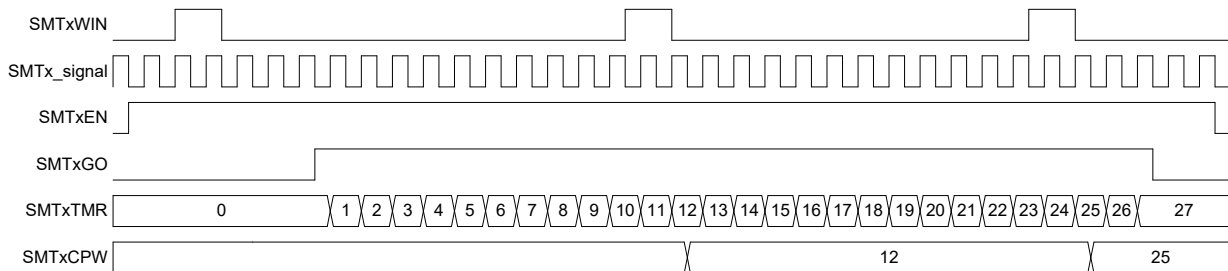 SMTxWIN
SMTx_signal
SMTxEN
SMTxGO
SMTxTMR 0 1 2 3 4 5 6 7 8 9 10 11 12 13 14 15 16 17 18 19 20 21 22 23 24 25 26 27
SMTxCPW 12 25